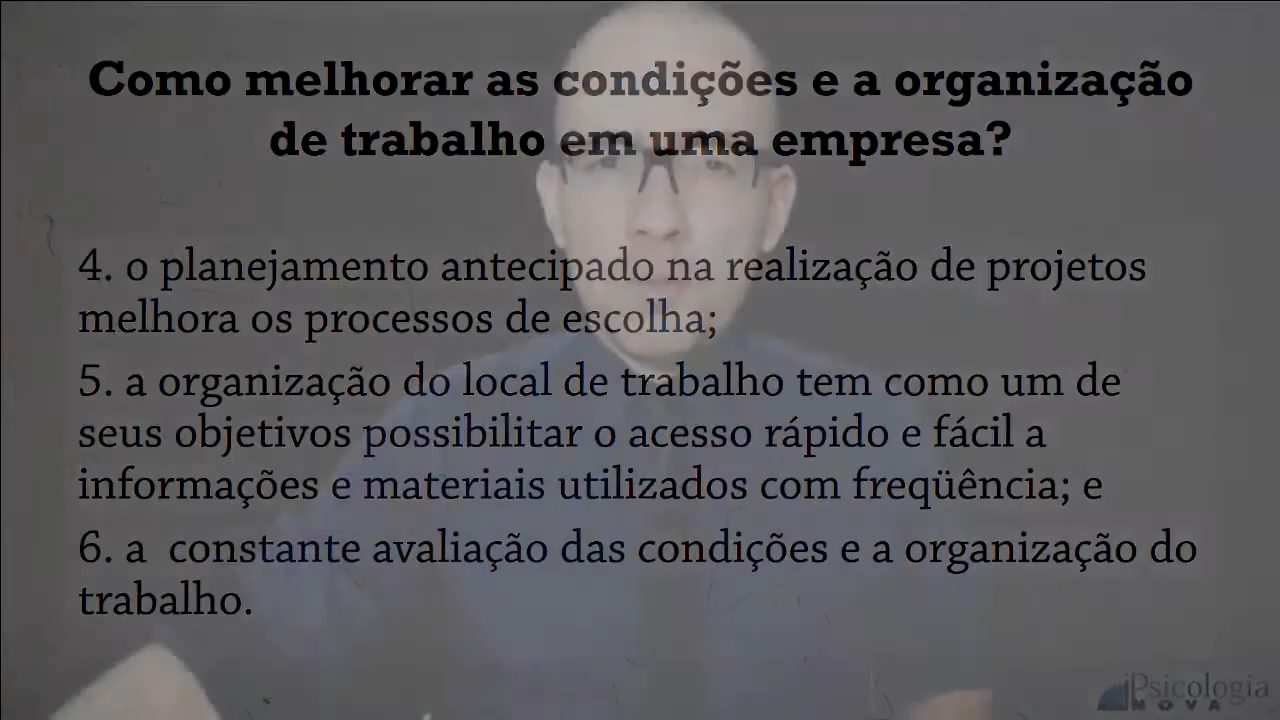 Como melhorar as condições e a organização
de trabalho em uma empresa?
4. o planejamento antecipado na realização de projetos
melhora os processos de escolha;
5. a organização do local de trabalho tem como um de
seus objetivos possibilitar o acesso rápido e fácil a
informações e materiais utilizados com freqüência; e
6. a  constante avaliação das condições e a organização do
trabalho.
Psicologia
NOVA